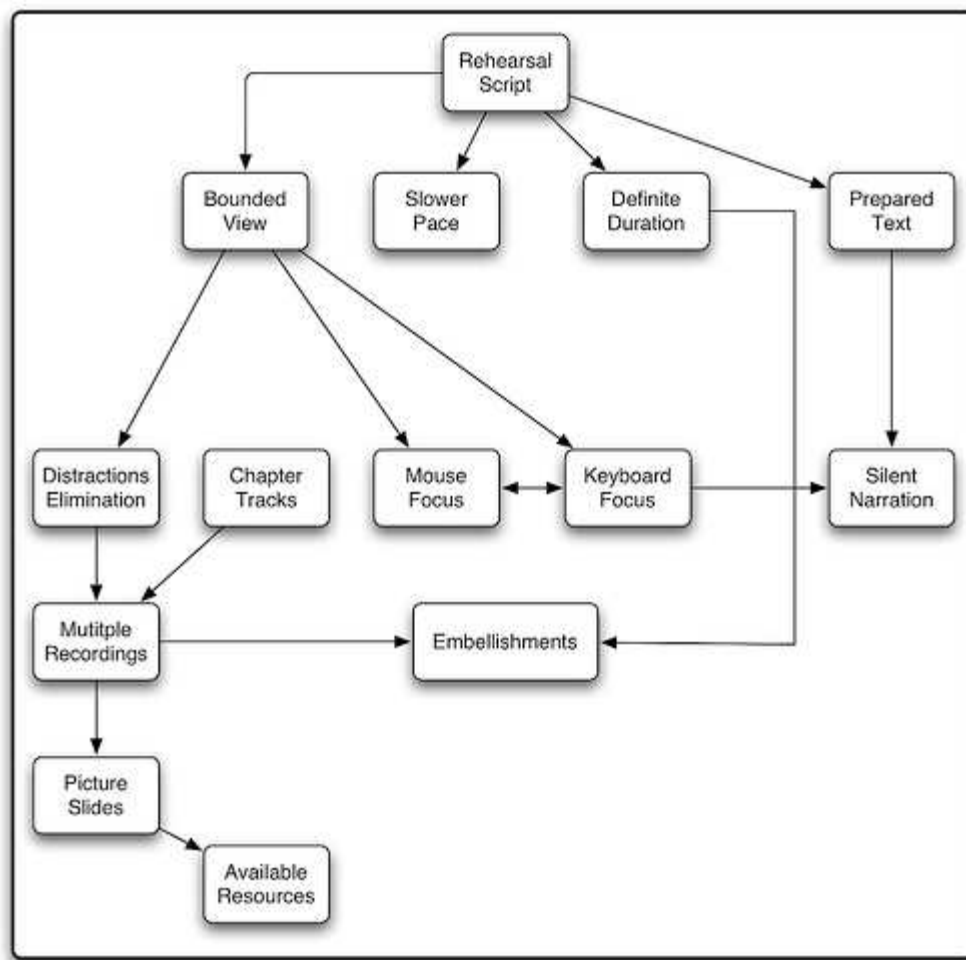 Rehearsal
Script
Bounded
View
Slower
Pace
Definite
Duration
Prepared
Text
Distractions
Elimination
Chapter
Tracks
Mouse
Focus
Keyboard
Focus
Silent
Narration
Mutitple
Recordings
Embellishments
Picture
Slides
Available
Resources